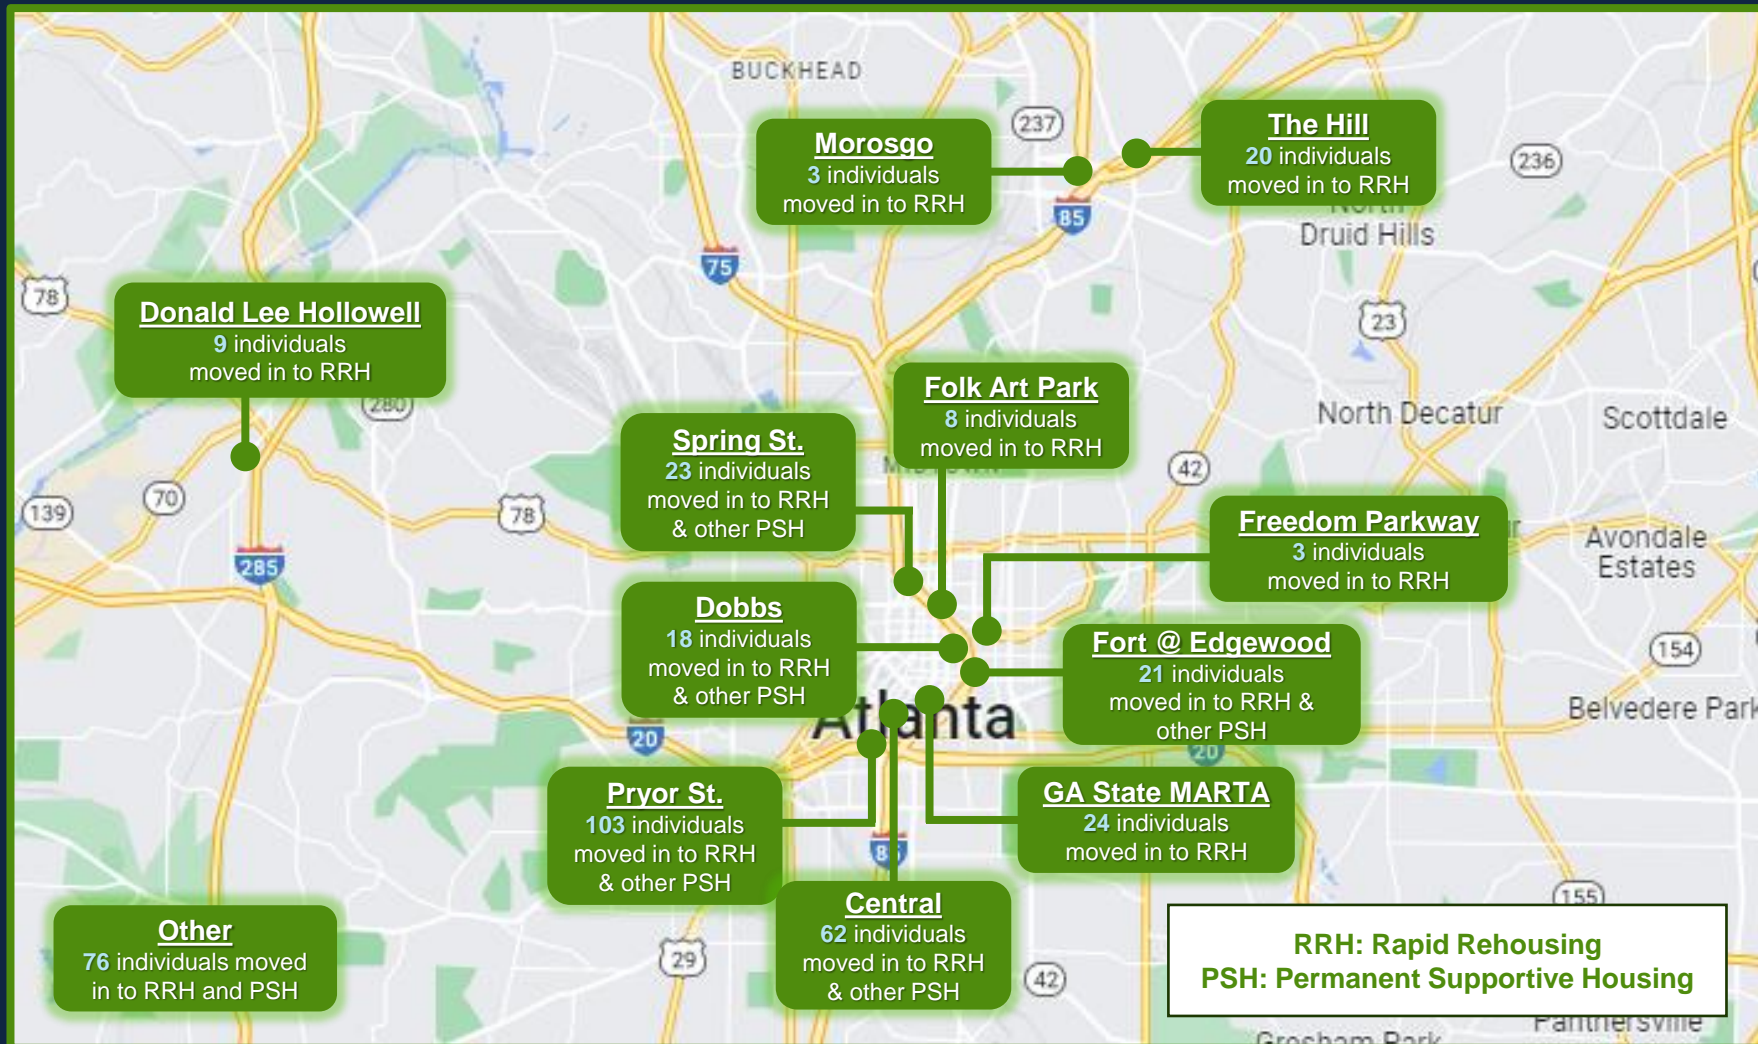 BUCKHEAD
237
Morosgo
3 individuals
moved in to RRH
The Hill
20 individuals
moved in to RRH
236
85
North
Druid Hills
75
78
Donald Lee Hollowell
9 individuals
moved in to RRH
23
280
Folk Art Park
8 individuals
moved in to RRH
North Decatur
Scottdale
Spring St.
23 individuals
moved in to RRH
& other PSH
MIDTOWN
42
139
70
78
Freedom Parkway
3 individuals
moved in to RRH
Avondale
Estates
285
Dobbs
18 individuals
moved in to RRH
& other PSH
Fort @ Edgewood
21 individuals
moved in to RRH &
other PSH
154
Belvedere Park
Atlanta
20
20
Pryor St.
103 individuals
moved in to RRH
& other PSH
GA State MARTA
24 individuals
moved in to RRH
85
Central
62 individuals
moved in to RRH
& other PSH
155
Other
76 individuals moved
in to RRH and PSH
29
42
RRH: Rapid Rehousing
PSH: Permanent Supportive Housing
Panthersville
Gresham Park